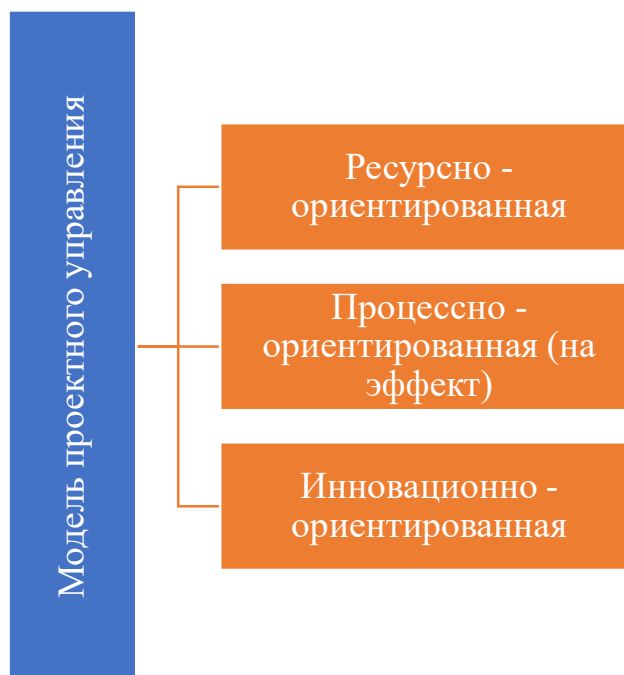 Модель проектного управления
Ресурсно -
ориентированная
Процессно -
ориентированная (на
эффект)
Инновационно -
ориентированная